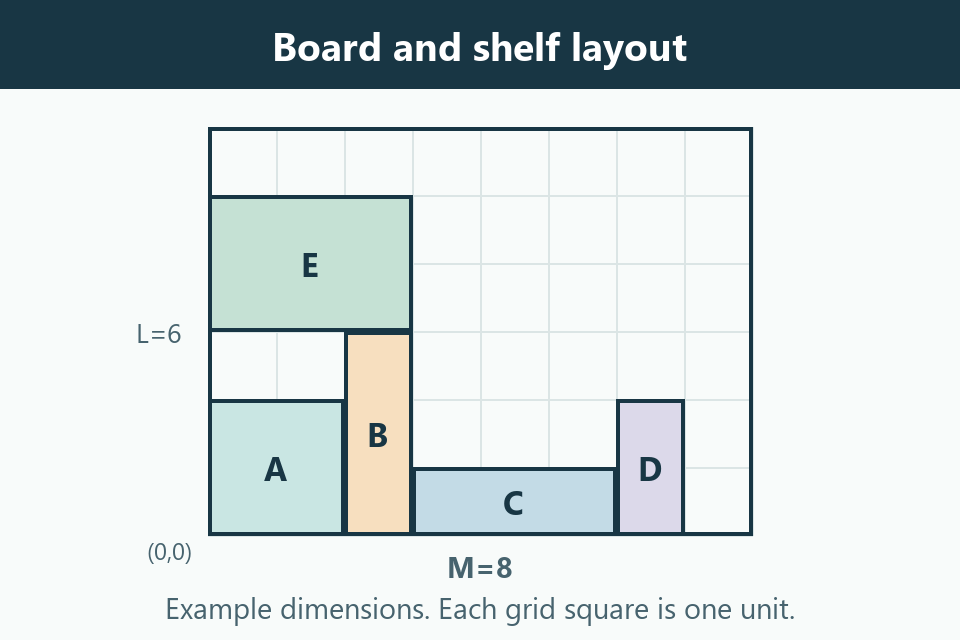 Board and shelf layout
E
L=6
B
A
D
C
(0,0)
M=8
Example dimensions. Each grid square is one unit.